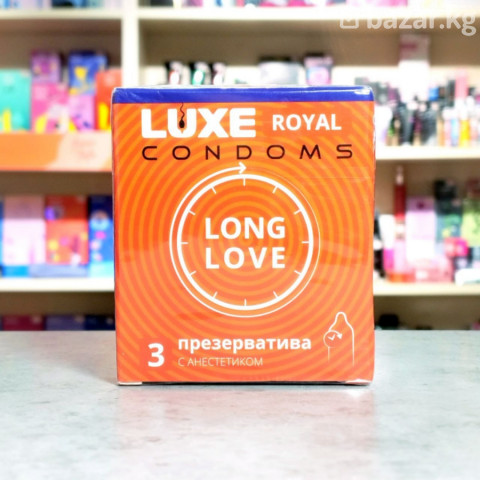 bazar.kg
LUXE ROYAL
CONDOMS
LONG
LOVE
3 презерватива
С АНЕСТЕТИКОМ